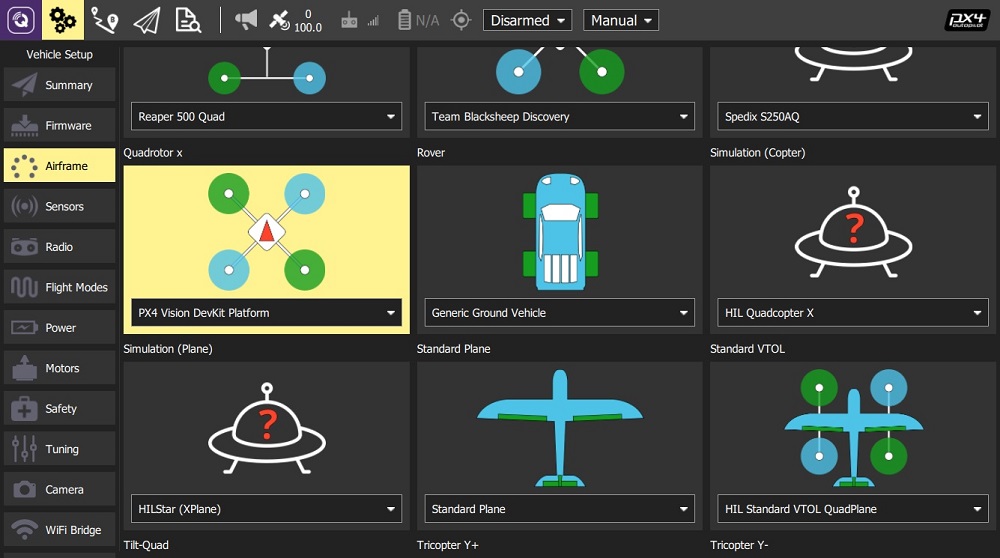 0
100.0
N/A
Disarmed
Manual
px4
autopilot
Vehicle Setup
Summary
Firmware
Airframe
Sensors
Radio
Flight Modes
Power
Motors
Safety
Tuning
Camera
WiFi Bridge
Reaper 500 Quad
Team Blacksheep Discovery
Spedix S250AQ
Quadrotor x
Rover
Simulation (Copter)
?
PX4 Vision DevKit Platform
Generic Ground Vehicle
HIL Quadcopter X
Simulation (Plane)
Standard Plane
Standard VTOL
?
HILStar (XPlane)
Standard Plane
HIL Standard VTOL QuadPlane
Tilt-Quad
Tricopter Y+
Tricopter Y-